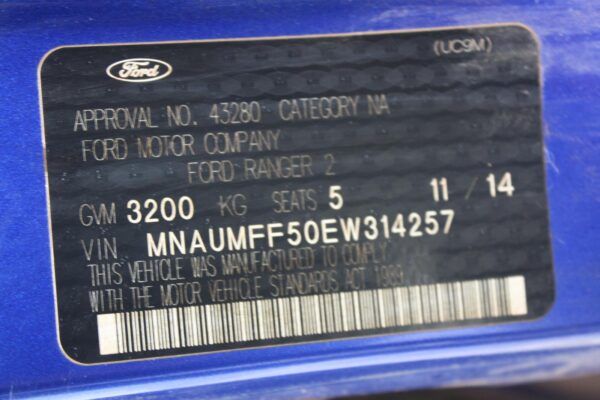 Ford (UC9M)
APPROVAL NO. 43280 CATEGORY NA
FORD MOTOR COMPANY
FORD RANGER 2
GVM 3200 KG SEATS 5 11 / 14
VIN MNAUMFF50EW314257
THIS VEHICLE WAS MANUFACTURED TO COMPLY
WITH THE MOTOR VEHICLE STANDARDS ACT 1989